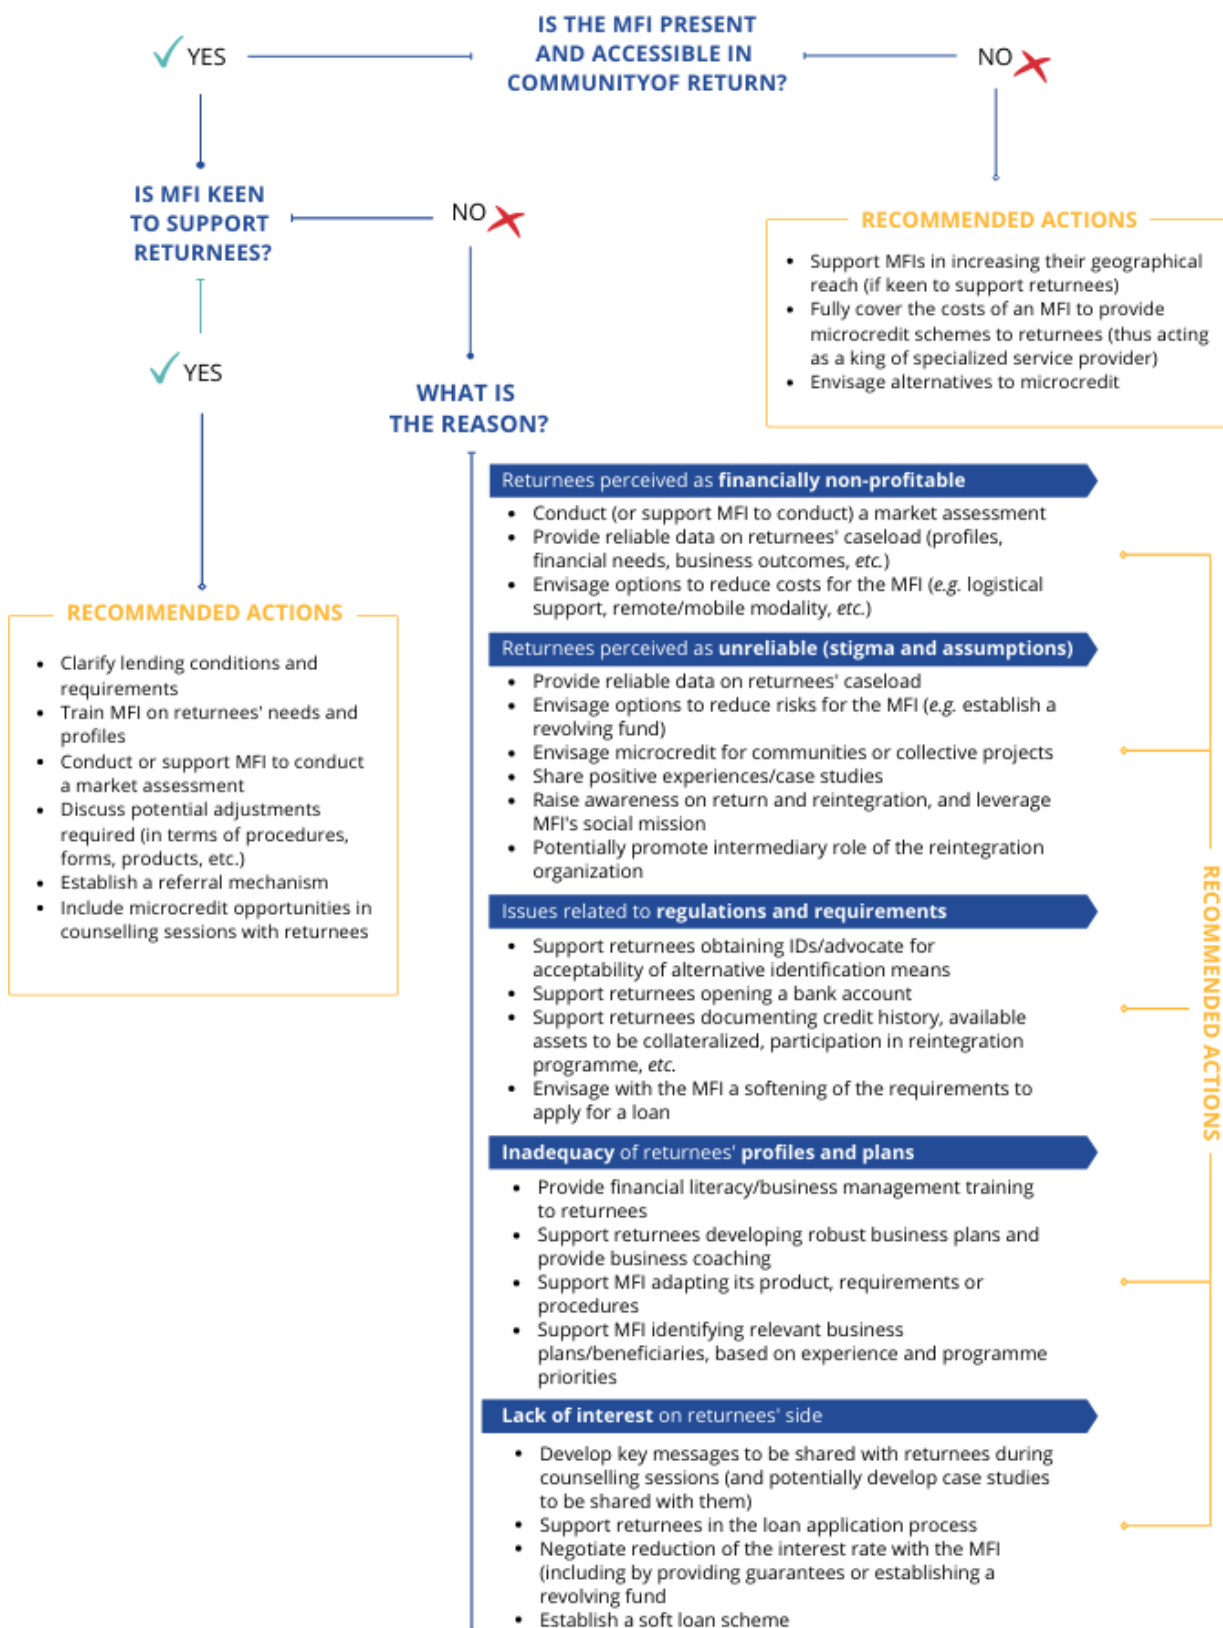 IS THE MFI PRESENT
AND ACCESSIBLE IN
COMMUNITYOF RETURN?
YES
NO
IS MFI KEEN
TO SUPPORT
RETURNEES?
NO
YES
RECOMMENDED ACTIONS
• Support MFIs in increasing their geographical
reach (if keen to support returnees)
• Fully cover the costs of an MFI to provide
microcredit schemes to returnees (thus acting
as a king of specialized service provider)
• Envisage alternatives to microcredit
WHAT IS
THE REASON?
RECOMMENDED ACTIONS
• Clarify lending conditions and
requirements
• Train MFI on returnees' needs and
profiles
• Conduct or support MFI to conduct
a market assessment
• Discuss potential adjustments
required (in terms of procedures,
forms, products, etc.)
• Establish a referral mechanism
• Include microcredit opportunities in
counselling sessions with returnees
Returnees perceived as financially non-profitable
• Conduct (or support MFI to conduct) a market assessment
• Provide reliable data on returnees' caseload (profiles,
financial needs, business outcomes, etc.)
• Envisage options to reduce costs for the MFI (e.g. logistical
support, remote/mobile modality, etc.)
Returnees perceived as unreliable (stigma and assumptions)
• Provide reliable data on returnees' caseload
• Envisage options to reduce risks for the MFI (e.g. establish a
revolving fund)
• Envisage microcredit for communities or collective projects
• Share positive experiences/case studies
• Raise awareness on return and reintegration, and leverage
MFI's social mission
• Potentially promote intermediary role of the reintegration
organization
Issues related to regulations and requirements
• Support returnees obtaining IDs/advocate for
acceptability of alternative identification means
• Support returnees opening a bank account
• Support returnees documenting credit history, available
assets to be collateralized, participation in reintegration
programme, etc.
• Envisage with the MFI a softening of the requirements to
apply for a loan
Inadequacy of returnees' profiles and plans
• Provide financial literacy/business management training
to returnees
• Support returnees developing robust business plans and
provide business coaching
• Support MFI adapting its product, requirements or
procedures
• Support MFI identifying relevant business
plans/beneficiaries, based on experience and programme
priorities
Lack of interest on returnees' side
• Develop key messages to be shared with returnees during
counselling sessions (and potentially develop case studies
to be shared with them)
• Support returnees in the loan application process
• Negotiate reduction of the interest rate with the MFI
(including by providing guarantees or establishing a
revolving fund
• Establish a soft loan scheme
RECOMMENDED ACTIONS